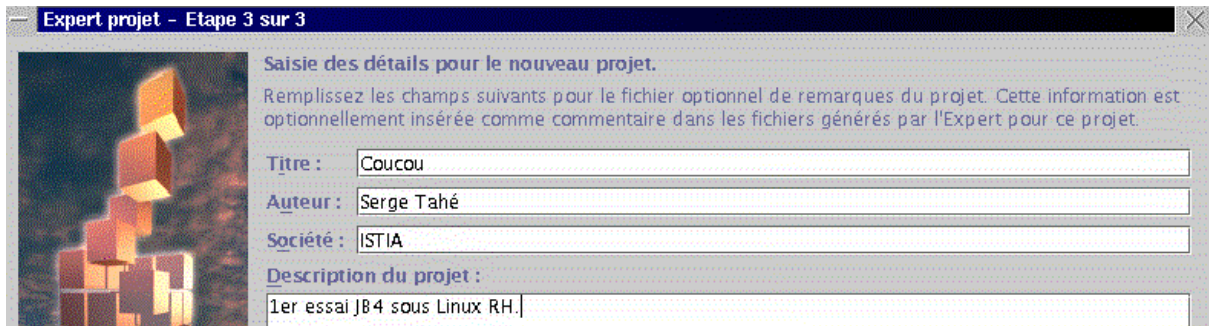 Expert projet - Etape 3 sur 3
Saisie des détails pour le nouveau projet.
Remplissez les champs suivants pour le fichier optionnel de remarques du projet. Cette information est
optionnellement insérée comme commentaire dans les fichiers générés par l'Expert pour ce projet.
Titre : Coucou
Auteur : Serge Tahé
Société : ISTIA
Description du projet :
1er essai JB4 sous Linux RH.